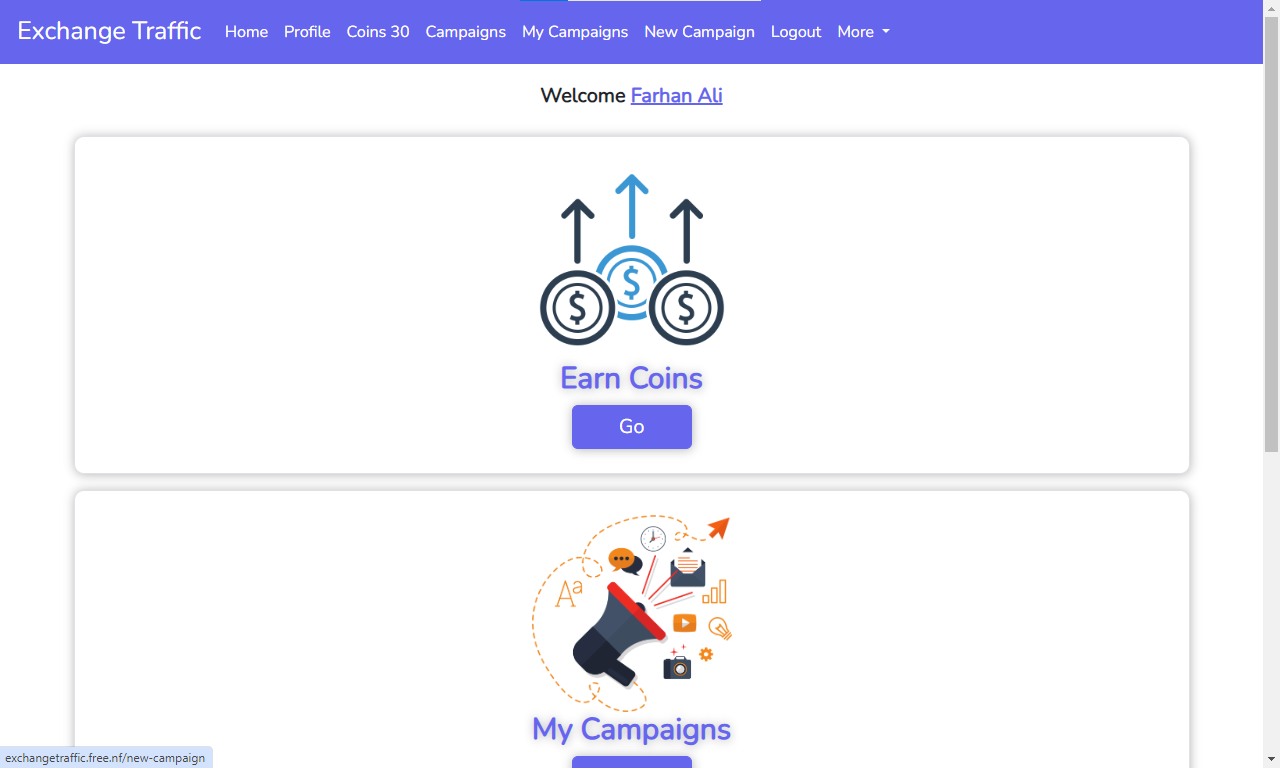 Exchange Traffic Home Profile Coins 30 Campaigns My Campaigns New Campaign Logout More
Welcome Farhan Ali
$ $ $
Earn Coins
Go
Aa
My Campaigns
exchangetraffic.free.nf/new-campaign